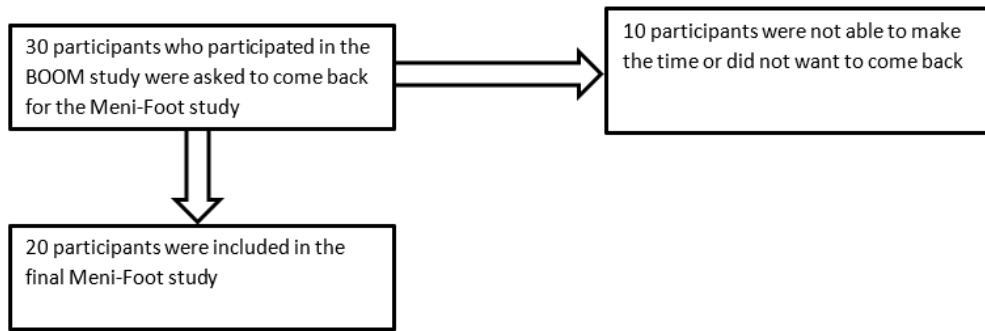 30 participants who participated in the
BOOM study were asked to come back
for the Meni-Foot study
10 participants were not able to make
the time or did not want to come back
20 participants were included in the
final Meni-Foot study